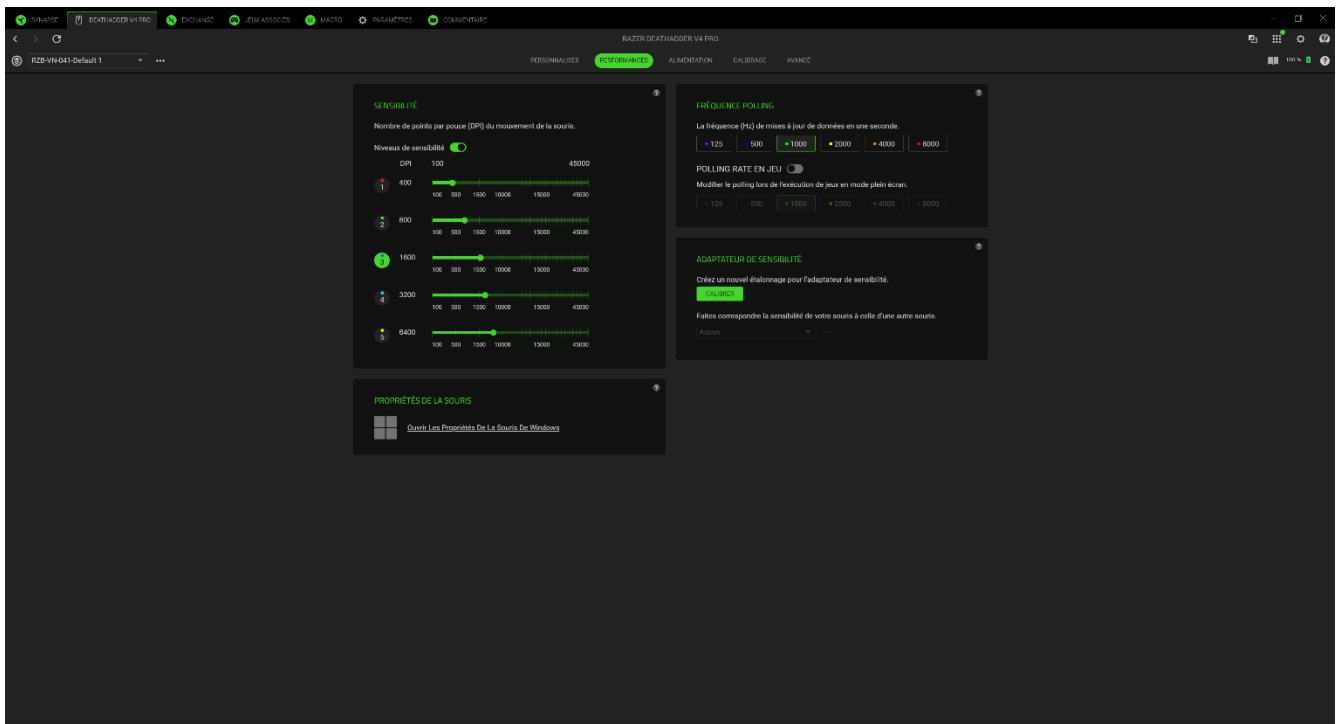 SYNAPSE DEATHADDER V4 PRO EXCHANGE JEUX ASSOCIÉS MACRO PARAMÈTRES COMMENTAIRE
RAZER DEATHADDER V4 PRO
RZB-VN-041-Default 1 PERSONNALISER PERFORMANCES ALIMENTATION CALIBRAGE AVANCÉ 100 %
SENSIBILITÉ
Nombre de points par pouce (DPI) du mouvement de la souris.
Niveaux de sensibilité
DPI 100 45000
1 400
100 500 1500 10000 15000 45000
2 800
100 500 1500 10000 15000 45000
3 1600
100 500 1500 10000 15000 45000
4 3200
100 500 1500 10000 15000 45000
5 6400
100 500 1500 10000 15000 45000
PROPRIÉTÉS DE LA SOURIS
Ouvrir Les Propriétés De La Souris De Windows
FRÉQUENCE POLLING
La fréquence (Hz) de mises à jour de données en une seconde.
125 500 1000 2000 4000 8000
POLLING RATE EN JEU
Modifier le polling lors de l'exécution de jeux en mode plein écran.
125 500 1000 2000 4000 8000
ADAPTATEUR DE SENSIBILITÉ
Créez un nouvel étalonnage pour l'adaptateur de sensibilité.
CALIBRER
Faites correspondre la sensibilité de votre souris à celle d'une autre souris.
Aucun